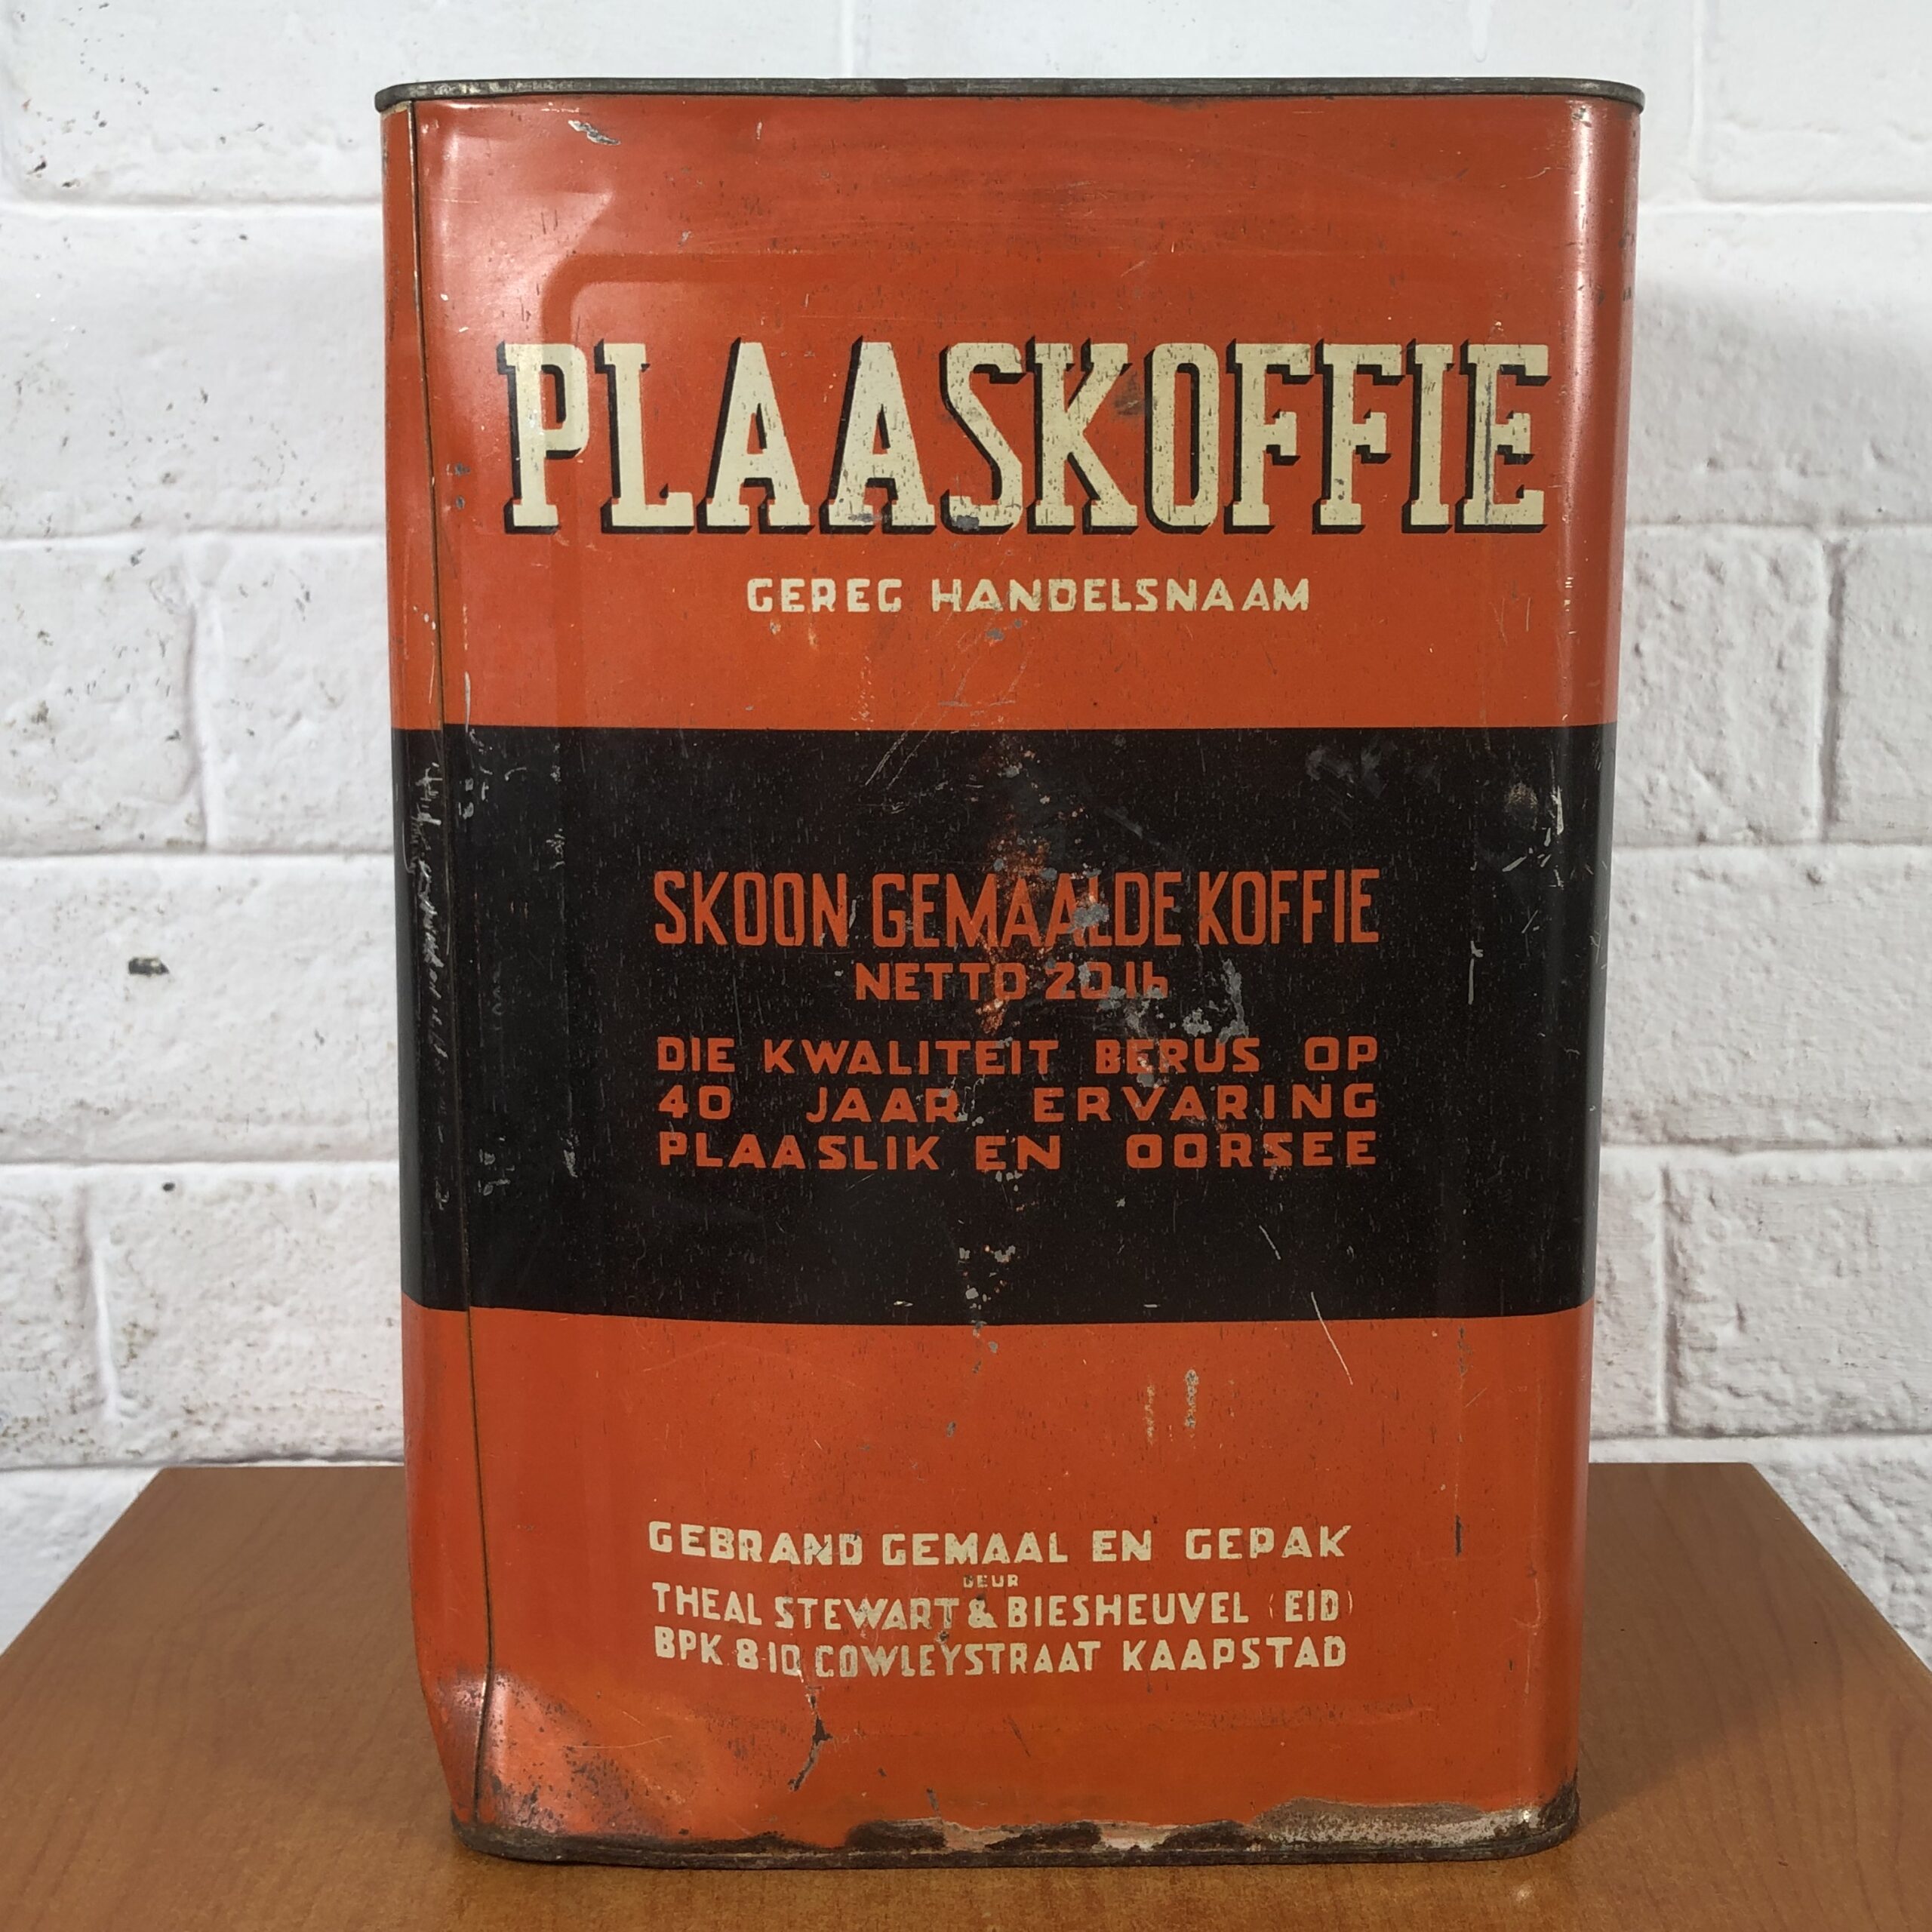 PLAASKOFFIE
GEREG HANDELSNAAM
SKOON GEMAALDE KOFFIE
NETTO 20 lb
DIE KWALITEIT BERUS OP
40 JAAR ERVARING
PLAASLIK EN OORSEE
GEBRAND GEMAAL EN GEPAK
DEUR
THEAL STEWART & BIESHEUVEL (EID)
BPK. 8-10 COWLEYSTRAAT KAAPSTAD